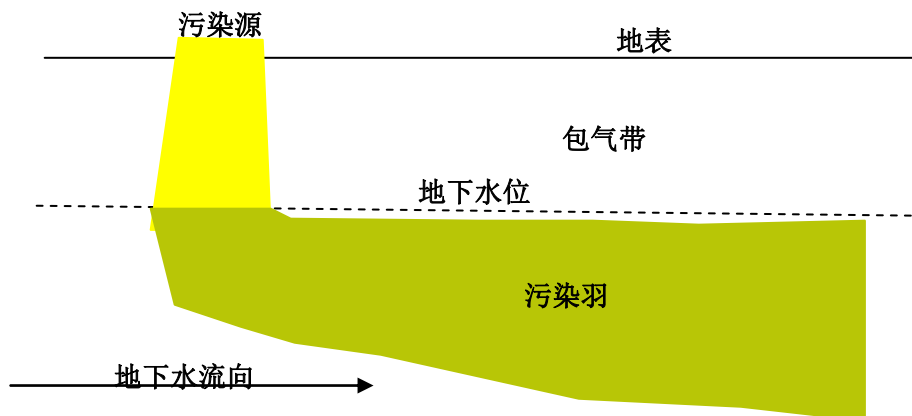 污染源
地表
包气带
地下水位
污染羽
地下水流向